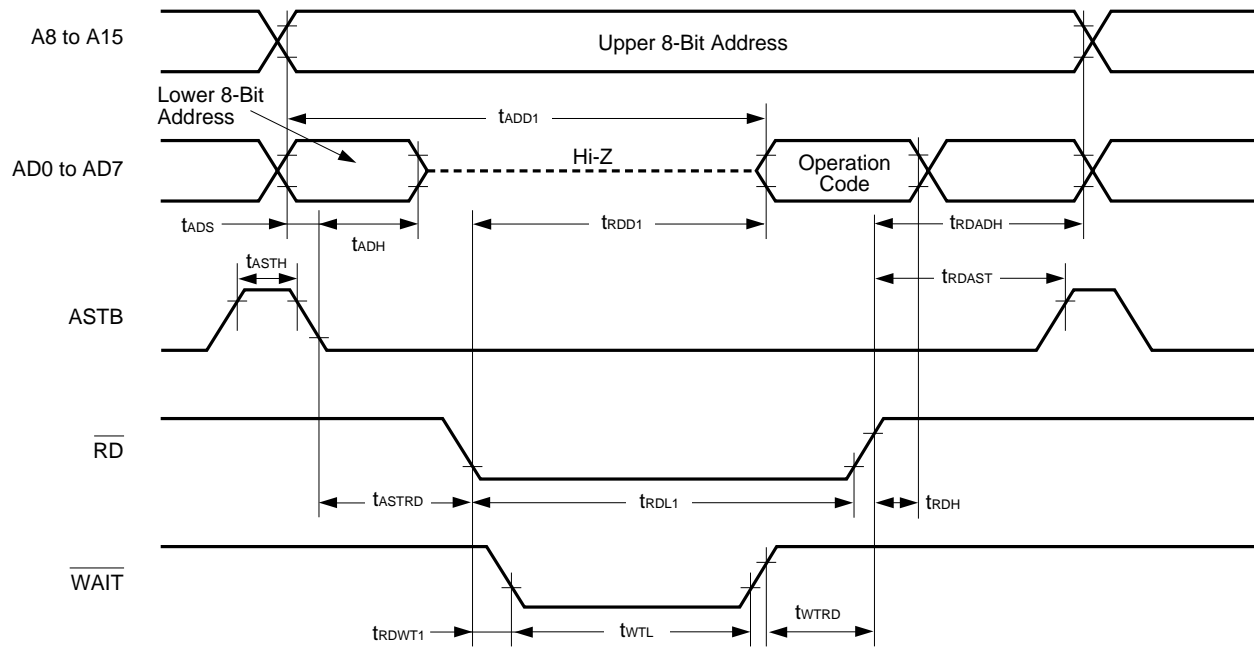 A8 to A15
Upper 8-Bit Address
Lower 8-Bit
Address
tADD1
AD0 to AD7
Hi-Z
Operation
Code
tADS
tADH
tRDD1
tRDADH
tASTH
tRDAST
ASTB
RD
tASTRD
tRDL1
tRDH
WAIT
tRDWT1
tWTL
tWTRD